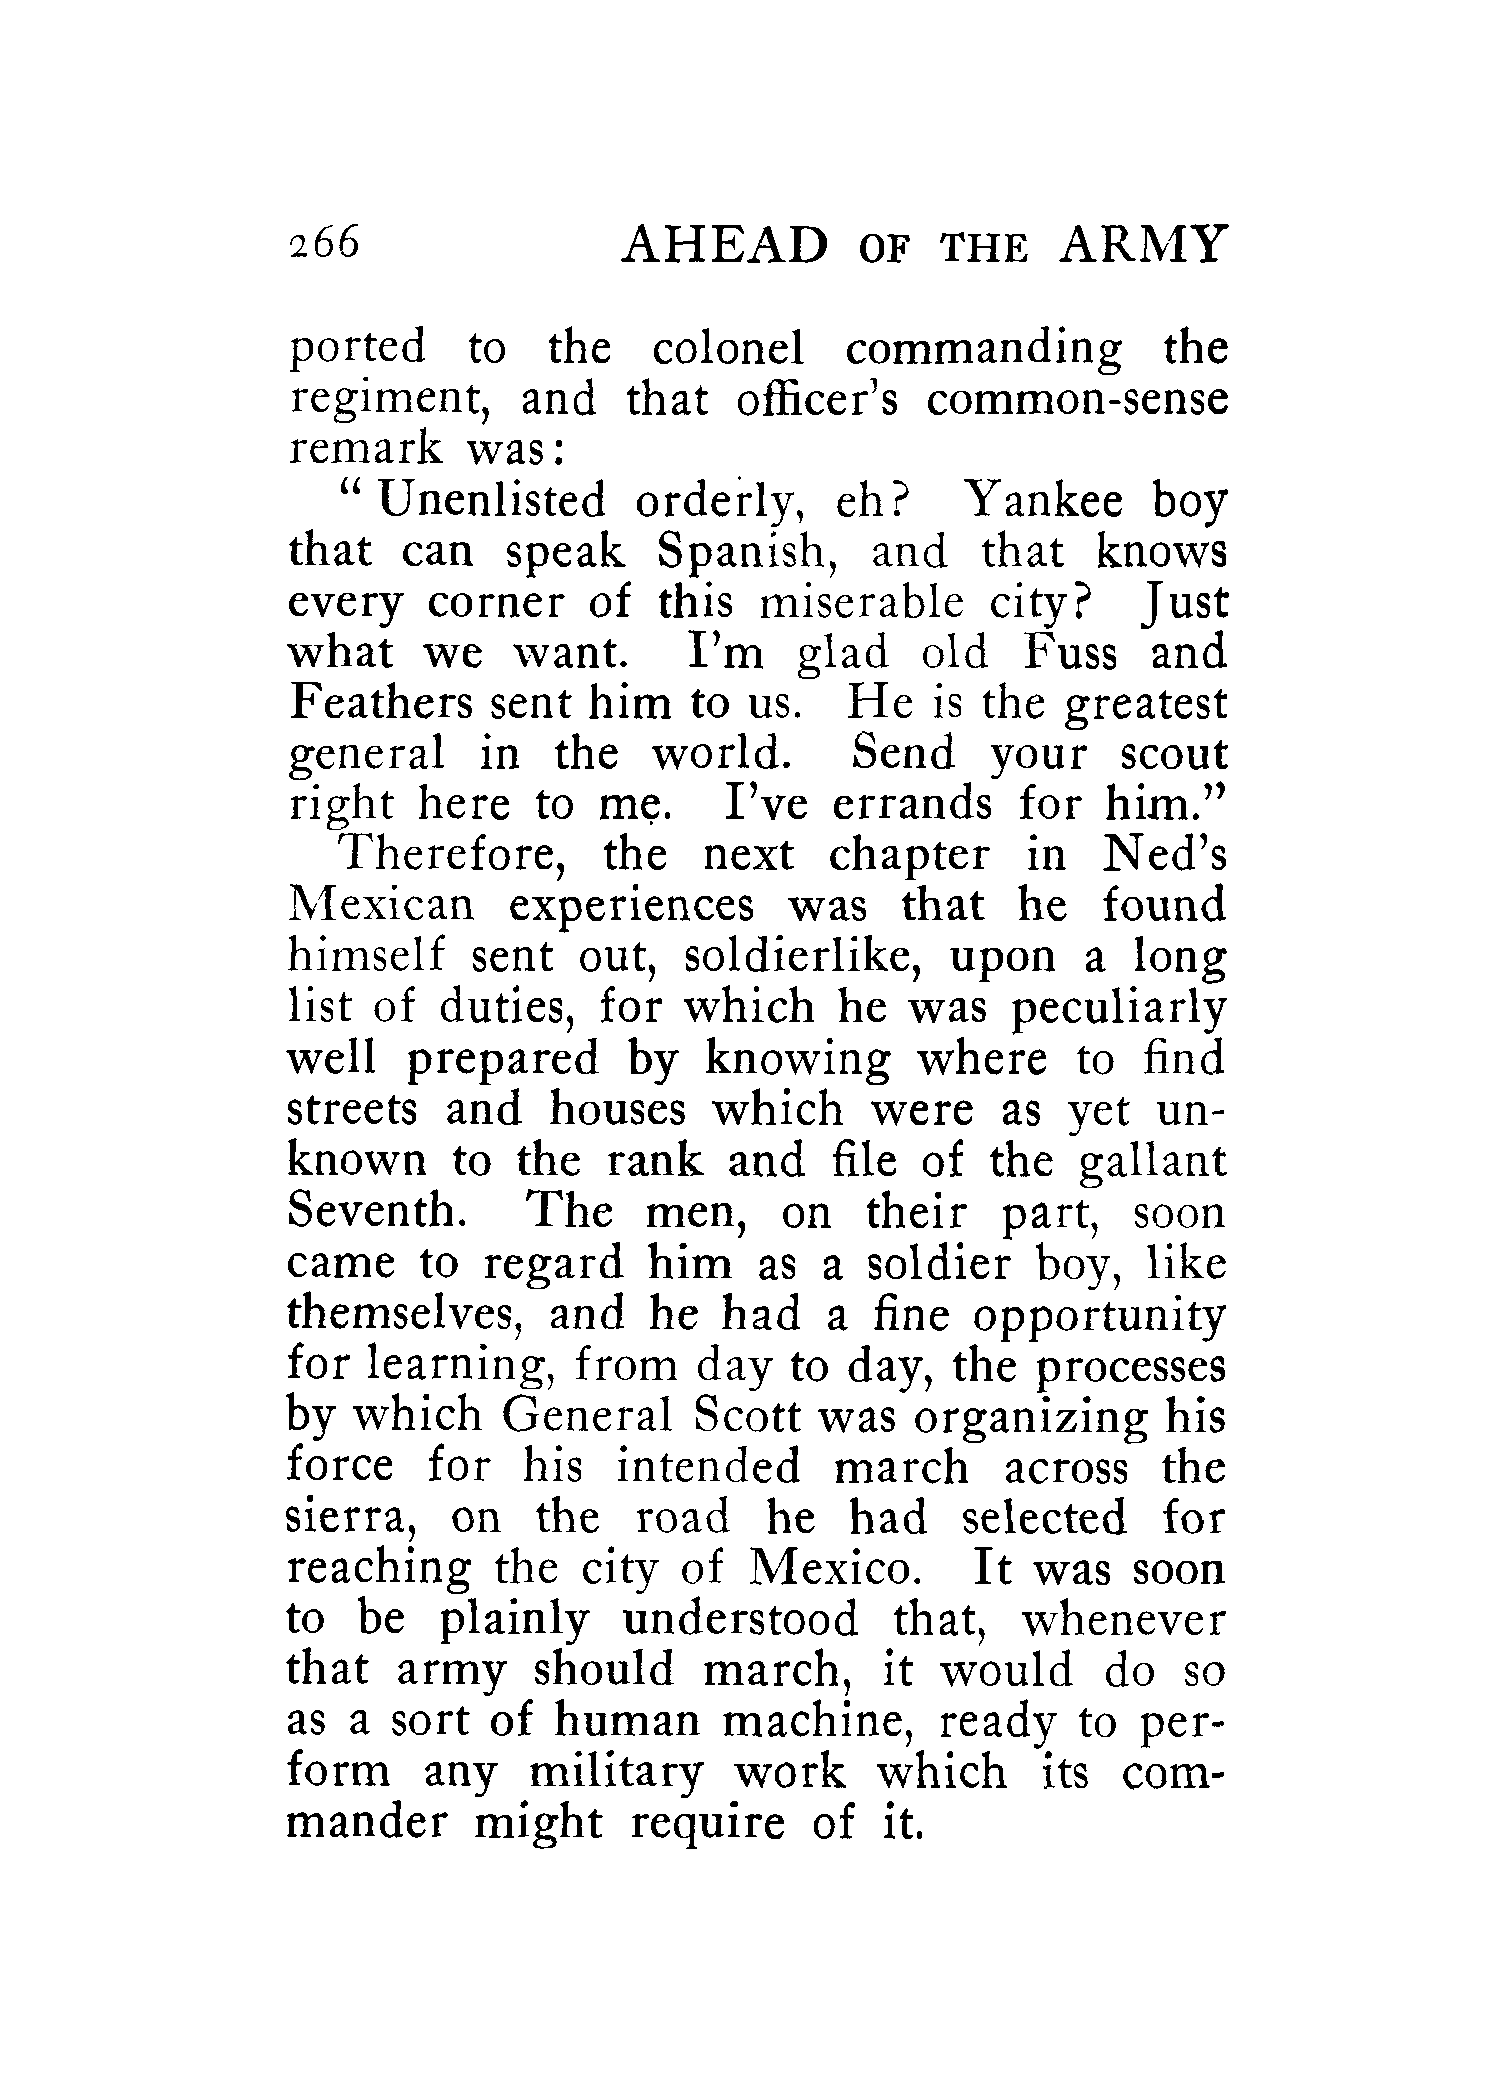 266 AHEAD OF THE ARMY
ported to the colonel commanding the
regiment, and that officer's common-sense
remark was:
" Unenlisted orderly, eh? Yankee boy
that can speak Spanish, and that knows
every corner of this miserable city? Just
what we want. I'm glad old Fuss and
Feathers sent him to us. He is the greatest
general in the world. Send your scout
right here to me. I've errands for him."
Therefore, the next chapter in Ned's
Mexican experiences was that he found
himself sent out, soldierlike, upon a long
list of duties, for which he was peculiarly
well prepared by knowing where to find
streets and houses which were as yet un-
known to the rank and file of the gallant
Seventh. The men, on their part, soon
came to regard him as a soldier boy, like
themselves, and he had a fine opportunity
for learning, from day to day, the processes
by which General Scott was organizing his
force for his intended march across the
sierra, on the road he had selected for
reaching the city of Mexico. It was soon
to be plainly understood that, whenever
that army should march, it would do so
as a sort of human machine, ready to per-
form any military work which its com-
mander might require of it.